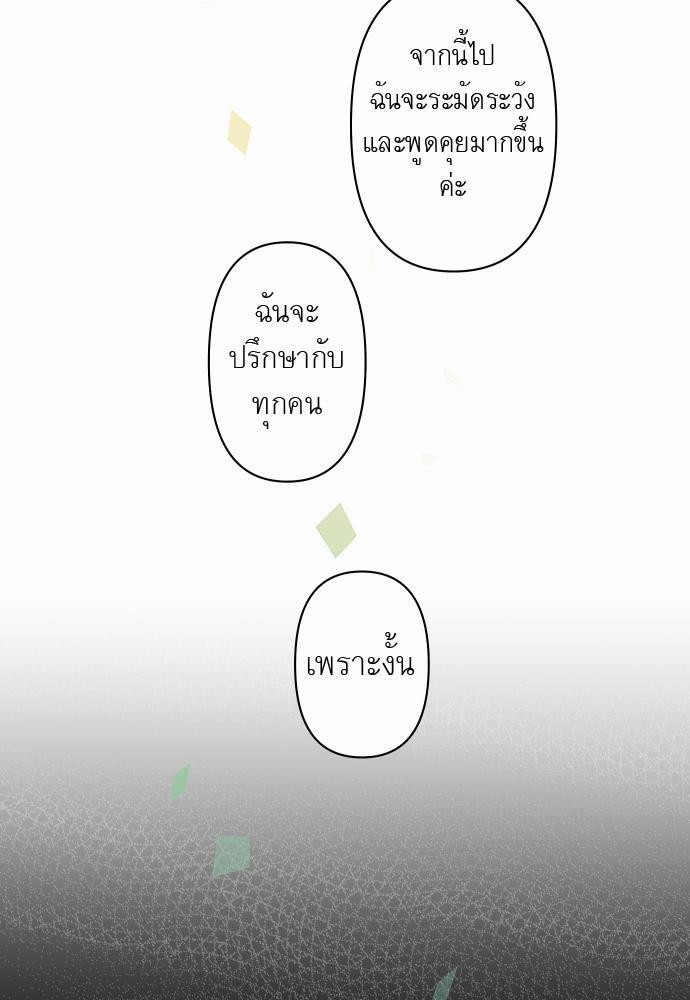 จากนี้ไป
ฉันจะระมัดระวัง
และพูดคุยมากขึ้น
ค่ะ
ฉันจะ
ปรึกษากับ
ทุกคน
เพราะงั้น